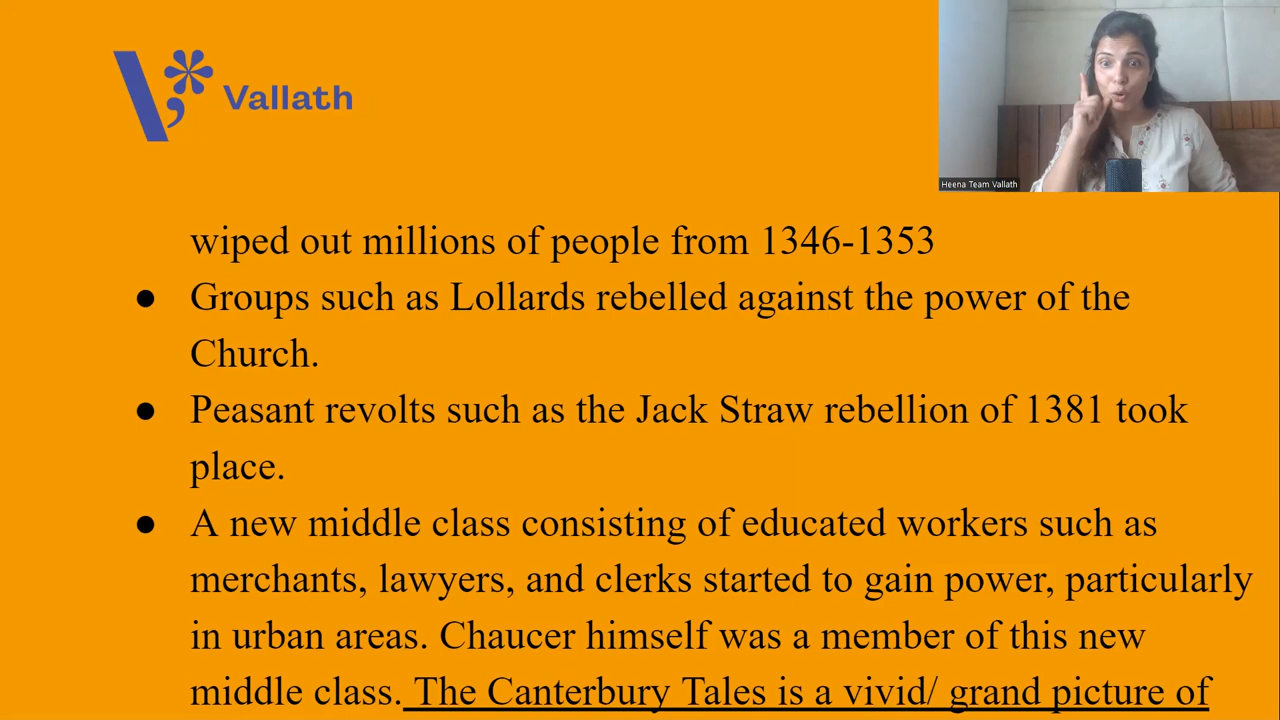 Vallath
Heena Team Vallath
wiped out millions of people from 1346-1353
● Groups such as Lollards rebelled against the power of the
Church.
● Peasant revolts such as the Jack Straw rebellion of 1381 took
place.
● A new middle class consisting of educated workers such as
merchants, lawyers, and clerks started to gain power, particularly
in urban areas. Chaucer himself was a member of this new
middle class. The Canterbury Tales is a vivid/ grand picture of